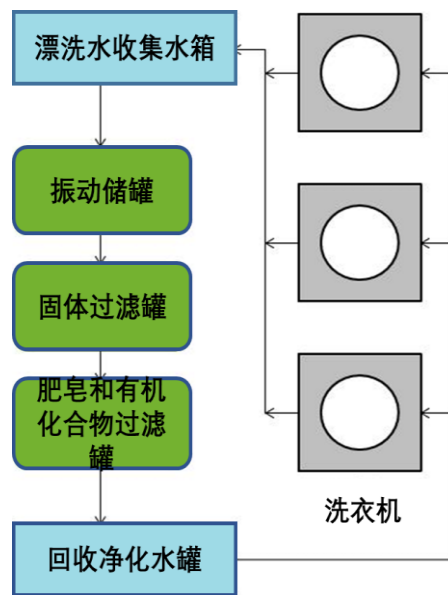 漂洗水收集水箱
振动储罐
固体过滤罐
肥皂和有机
化合物过滤
罐
洗衣机
回收净化水罐